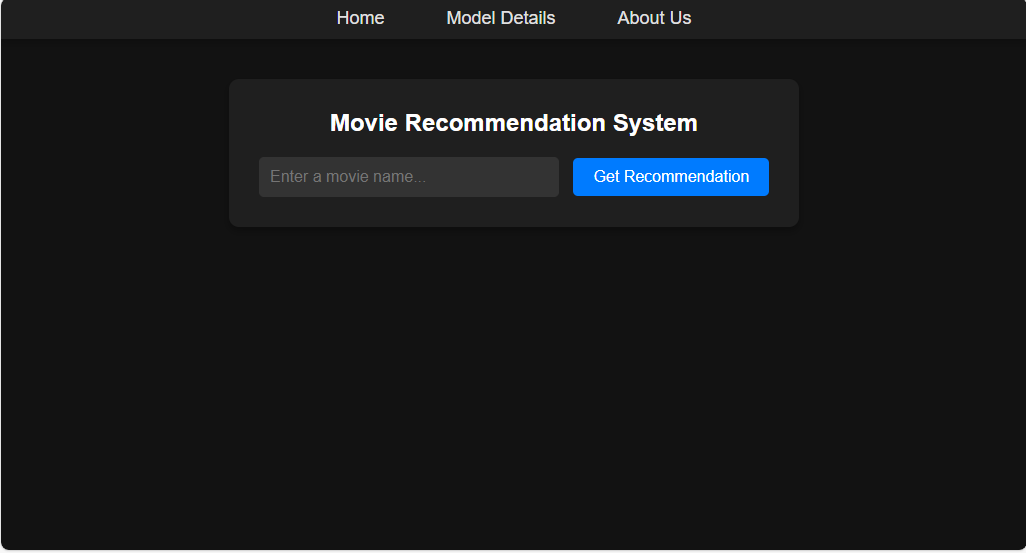 Home Model Details About Us
Movie Recommendation System
Enter a movie name... Get Recommendation